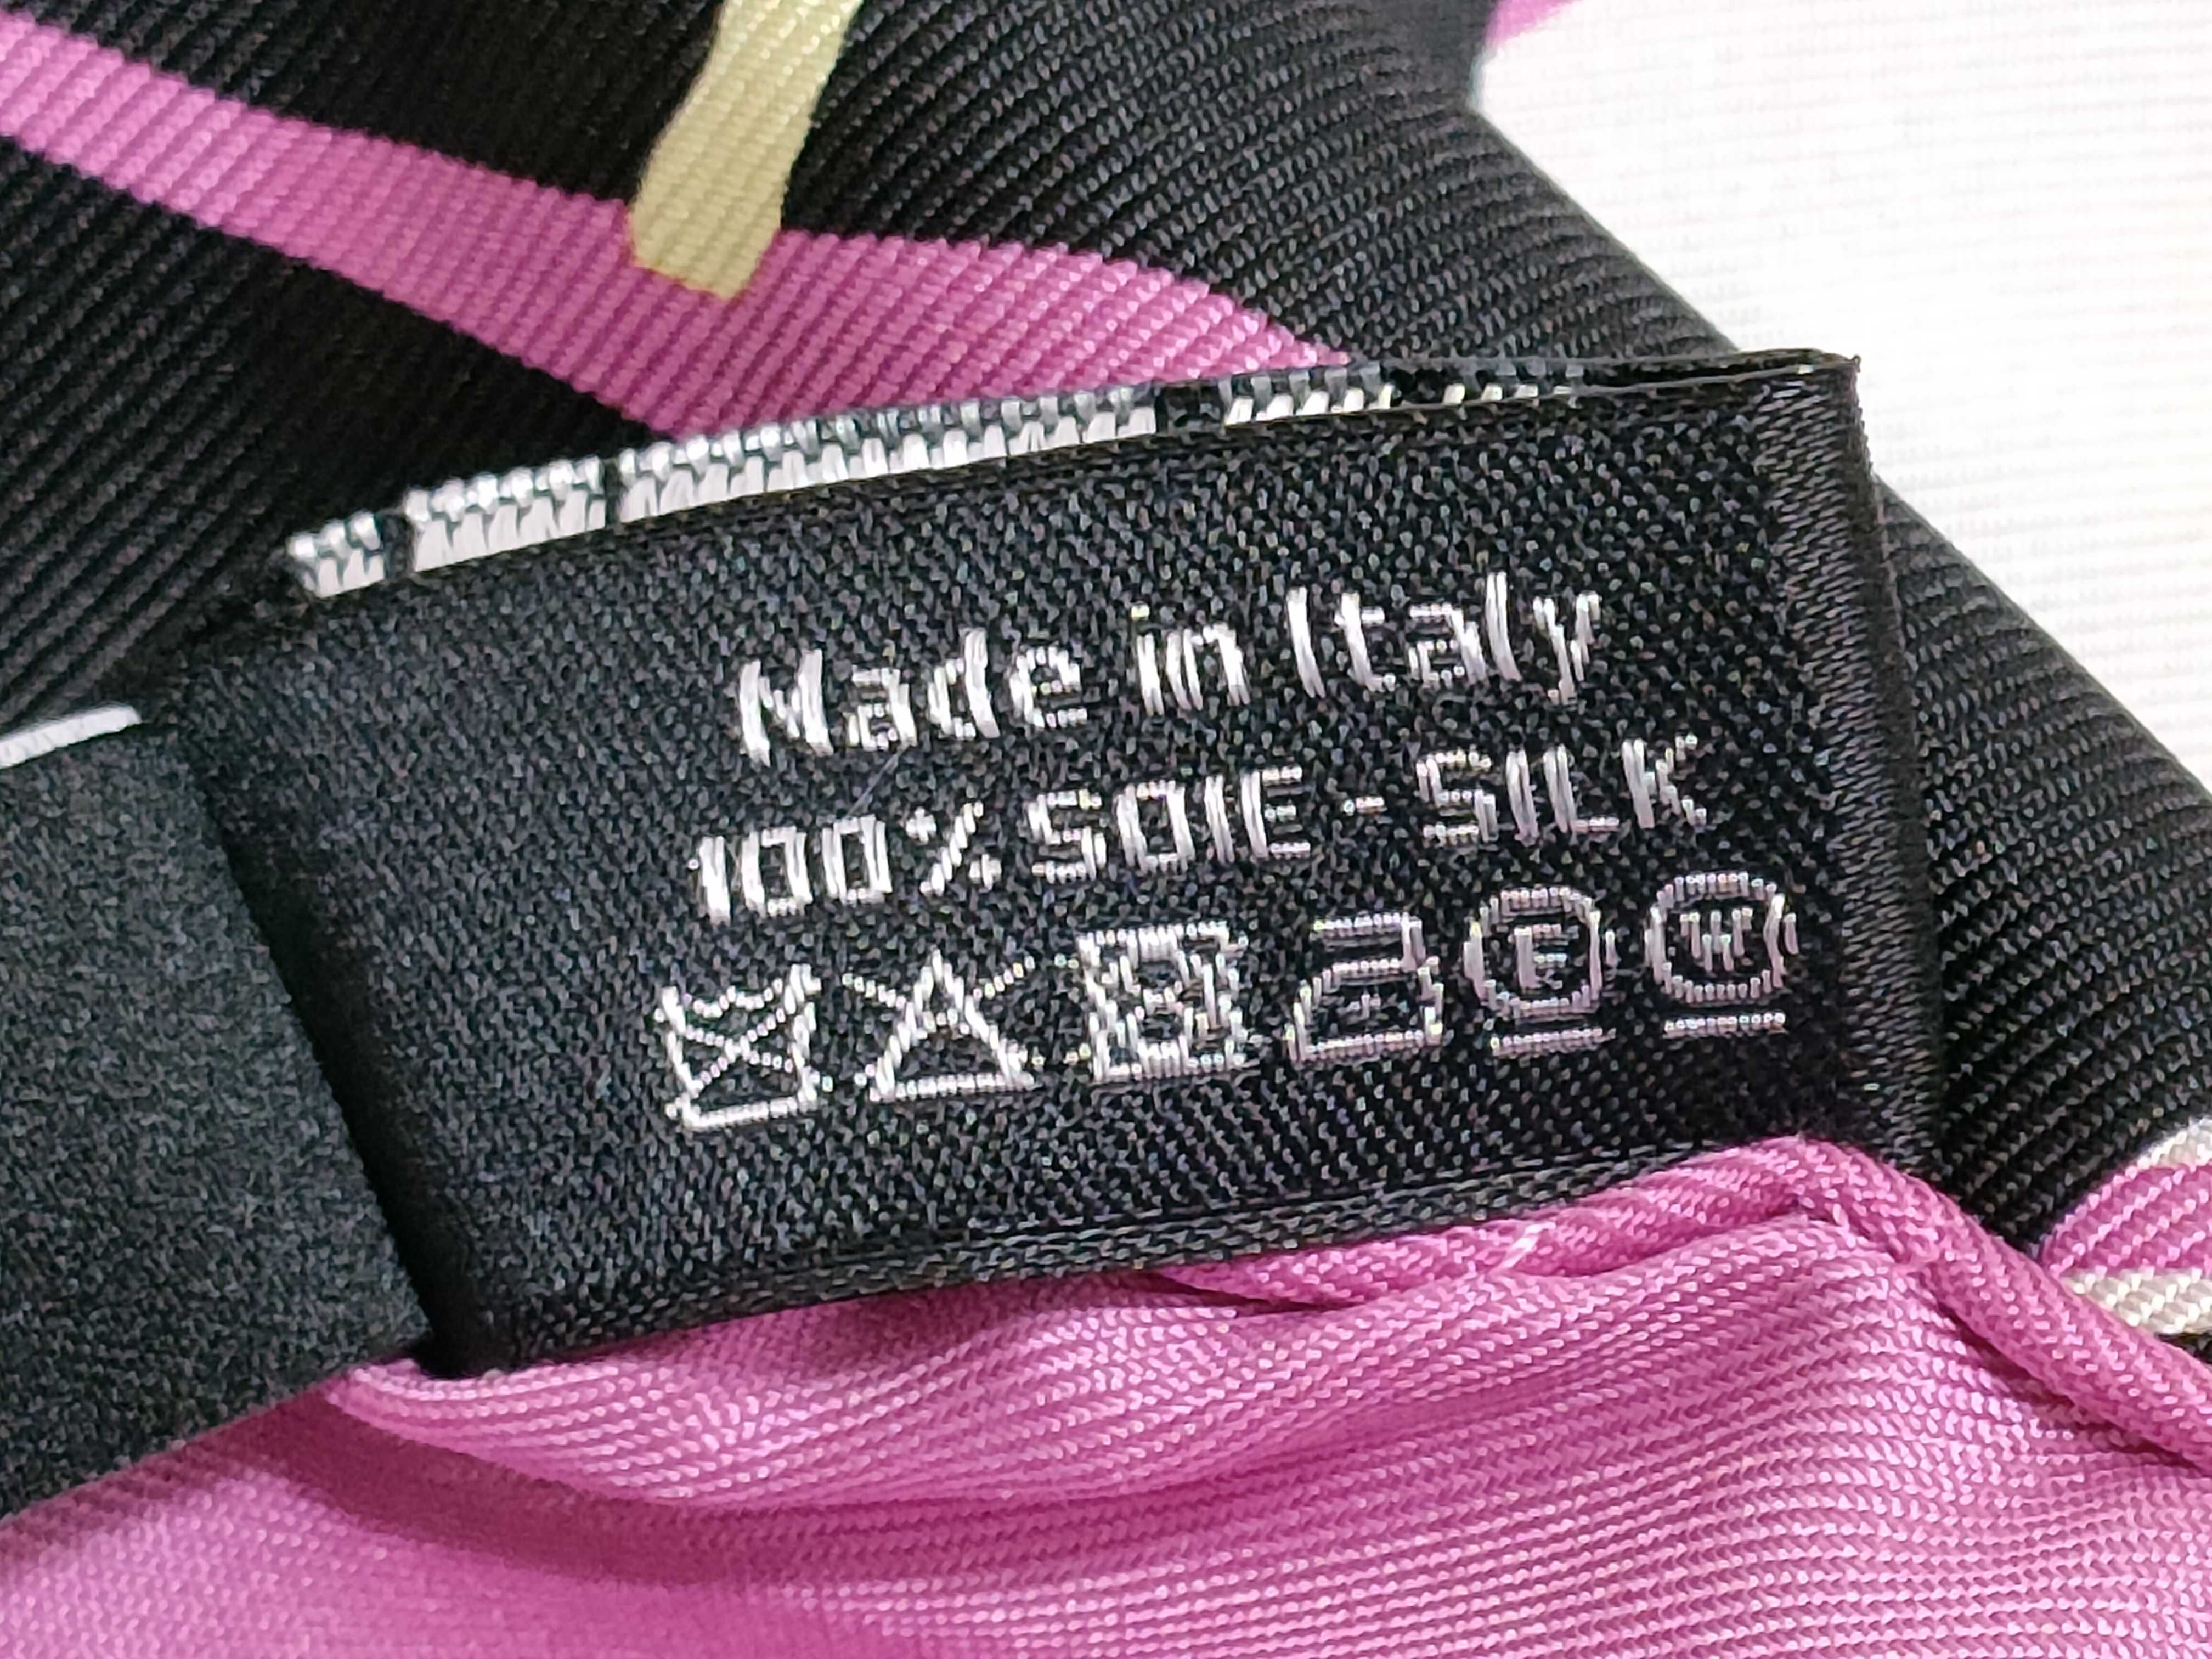 Made in Italy
100% SOIE - SILK
W